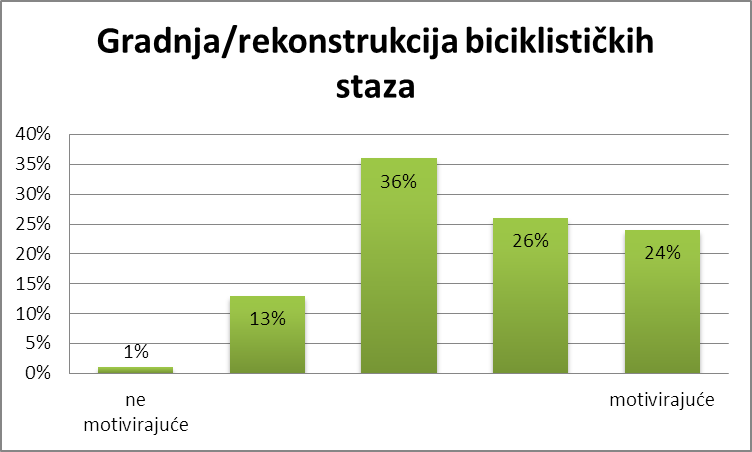 Gradnja/rekonstrukcija biciklističkih
staza
40%
35%
30%
25%
20%
15%
10%
5%
0%
1%
13%
36%
26%
24%
ne
motivirajuće
motivirajuće